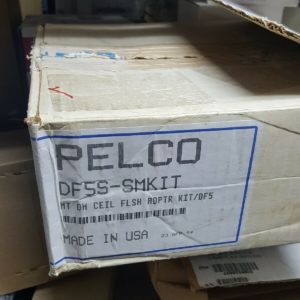 PELCO
DF5S-SMKIT
MT DM CEIL FLSH ADPTR KIT/DF5
MADE IN USA